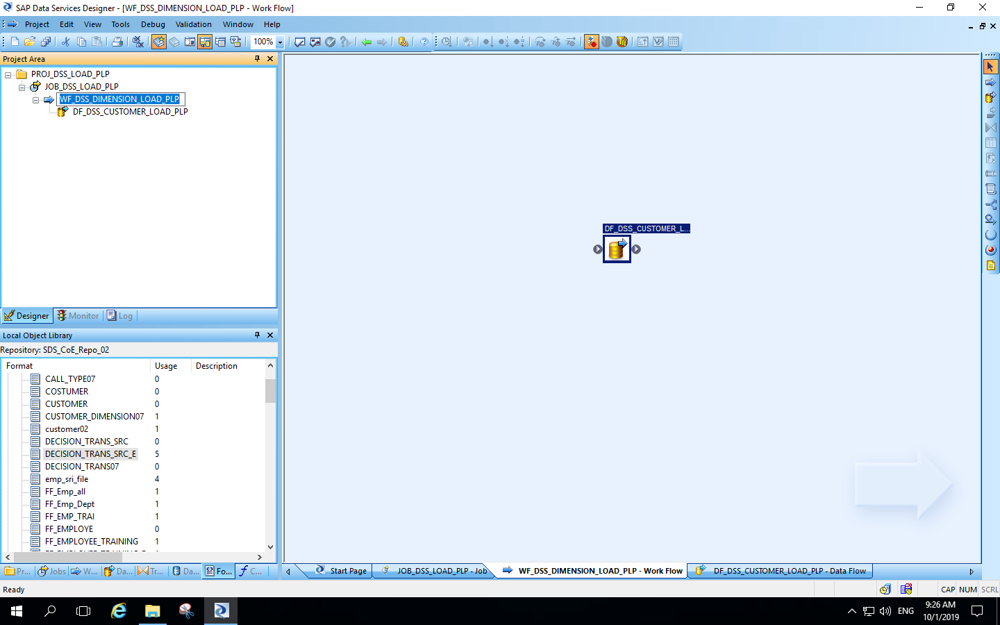 SAP Data Services Designer - [WF_DSS_DIMENSION_LOAD_PLP - Work Flow]
Project Edit View Tools Debug Validation Window Help
100%
Project Area
PROJ_DSS_LOAD_PLP
JOB_DSS_LOAD_PLP
WF_DSS_DIMENSION_LOAD_PLP
DF_DSS_CUSTOMER_LOAD_PLP
DF_DSS_CUSTOMER_L...
Designer Monitor Log
Local Object Library
Repository: SDS_CoE_Repo_02
Format Usage Description
CALL_TYPE07 0
COSTUMER 0
CUSTOMER 0
CUSTOMER_DIMENSION07 1
customer02 1
DECISION_TRANS_SRC 0
DECISION_TRANS_SRC_E 5
DECISION_TRANS07 0
emp_sri_file 4
FF_Emp_all 1
FF_Emp_Dept 1
FF_EMP_TRAI 1
FF_EMPLOYE 0
FF_EMPLOYEE_TRAINING 1
Pr... Jobs W... Da... Tr... Da... Fo... C...
Start Page JOB_DSS_LOAD_PLP - Job WF_DSS_DIMENSION_LOAD_PLP - Work Flow DF_DSS_CUSTOMER_LOAD_PLP - Data Flow
Ready CAP NUM SCRL
ENG 9:26 AM
10/1/2019